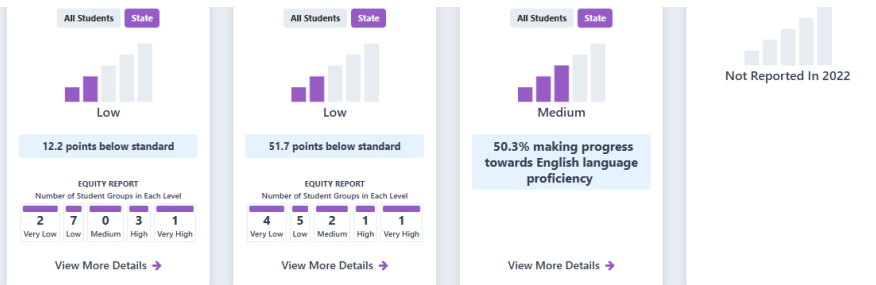 All Students State
Low
12.2 points below standard
EQUITY REPORT
Number of Student Groups in Each Level
2 7 0 3 1
Very Low Low Medium High Very High
View More Details
All Students State
Low
51.7 points below standard
EQUITY REPORT
Number of Student Groups in Each Level
4 5 2 1 1
Very Low Low Medium High Very High
View More Details
All Students State
Medium
50.3% making progress
towards English language
proficiency
View More Details
Not Reported In 2022